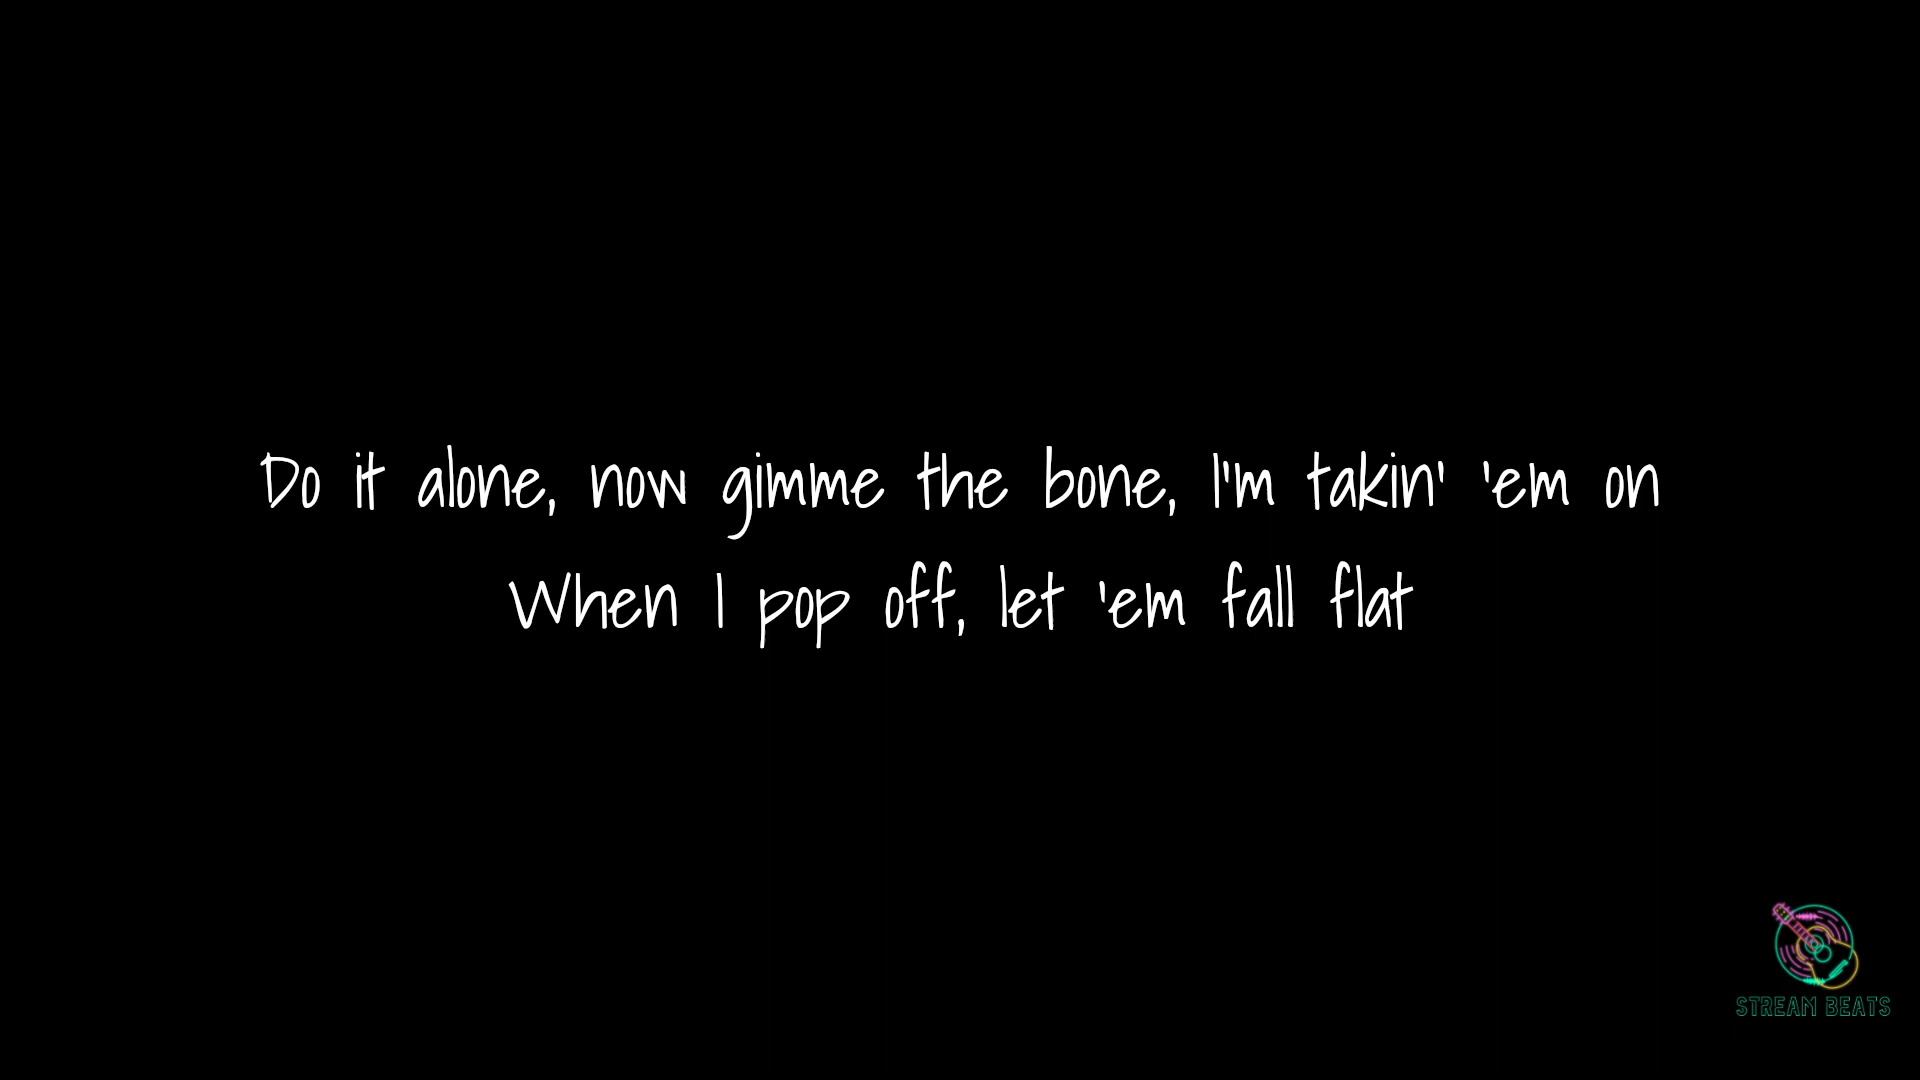 Do it alone, now gimme the bone, I'm takin' 'em on
When I pop off, let 'em fall flat
STREAM BEATS